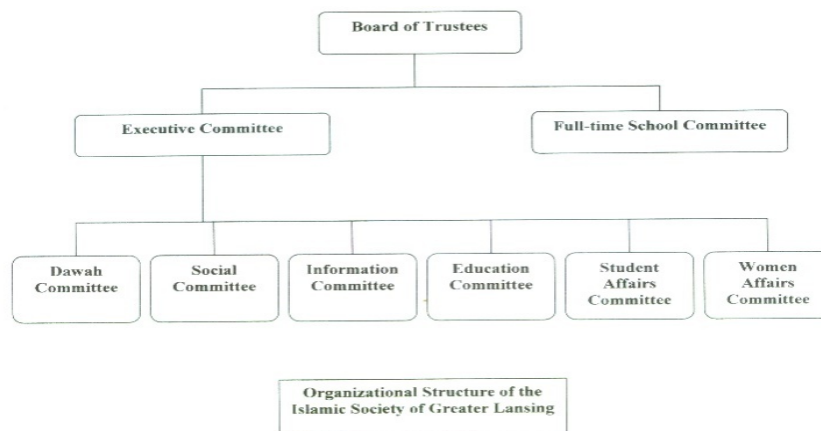 Board of Trustees
Executive Committee
Full-time School Committee
Dawah
Committee
Social
Committee
Information
Committee
Education
Committee
Student
Affairs
Committee
Women
Affairs
Committee
Organizational Structure of the
Islamic Society of Greater Lansing